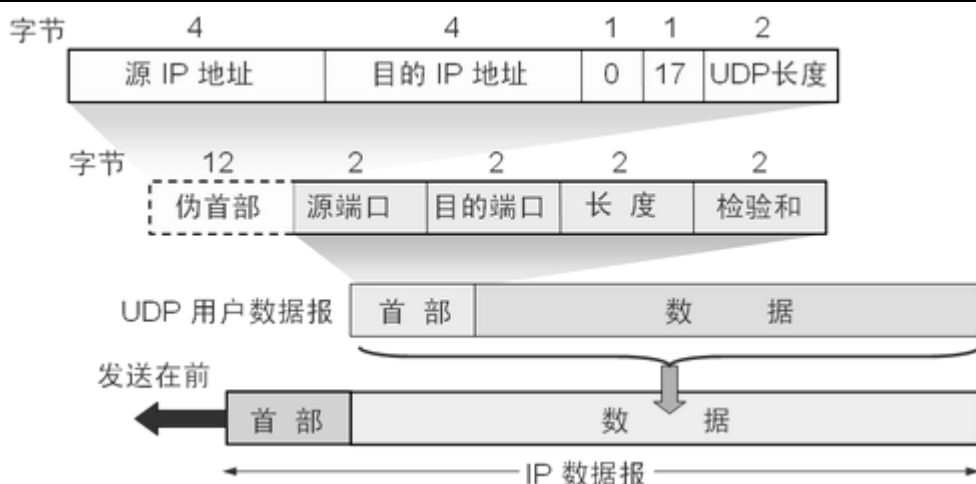 字节 4 4 1 1 2
源 IP 地址 目的 IP 地址 0 17 UDP长度
字节 12 2 2 2 2
伪首部 源端口 目的端口 长 度 检验和
UDP 用户数据报 首 部 数 据
发送在前
首 部 数 据
IP 数据报